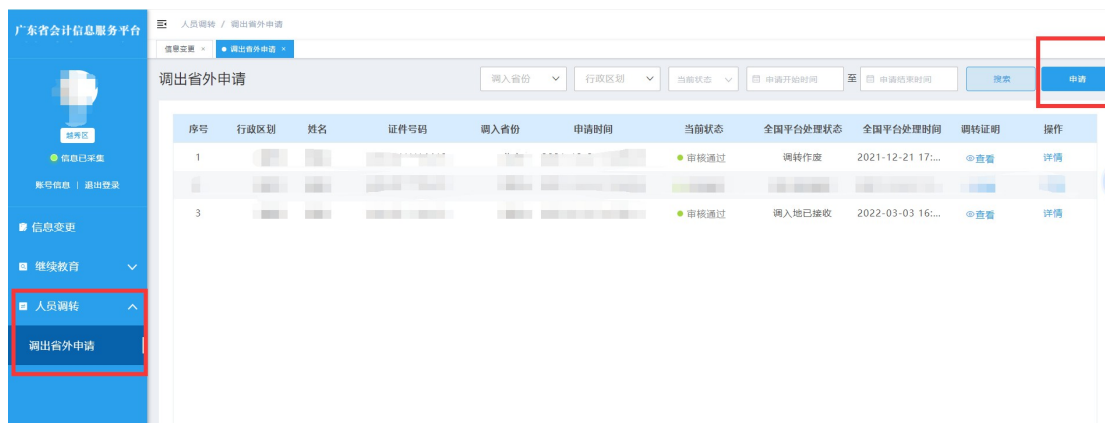 广东省会计信息服务平台
人员调转 / 调出省外申请
信息变更 ×
调出省外申请 ×
调出省外申请
调入省份
行政区划
当前状态
申请开始时间
至
申请结束时间
搜索
申请
越秀区
信息已采集
账号信息 | 退出登录
信息变更
继续教育
人员调转
调出省外申请
序号 行政区划 姓名 证件号码 调入省份 申请时间 当前状态 全国平台处理状态 全国平台处理时间 调转证明 操作
1 审核通过 调转作废 2021-12-21 17:... 查看 详情
3 审核通过 调入地已接收 2022-03-03 16:... 查看 详情